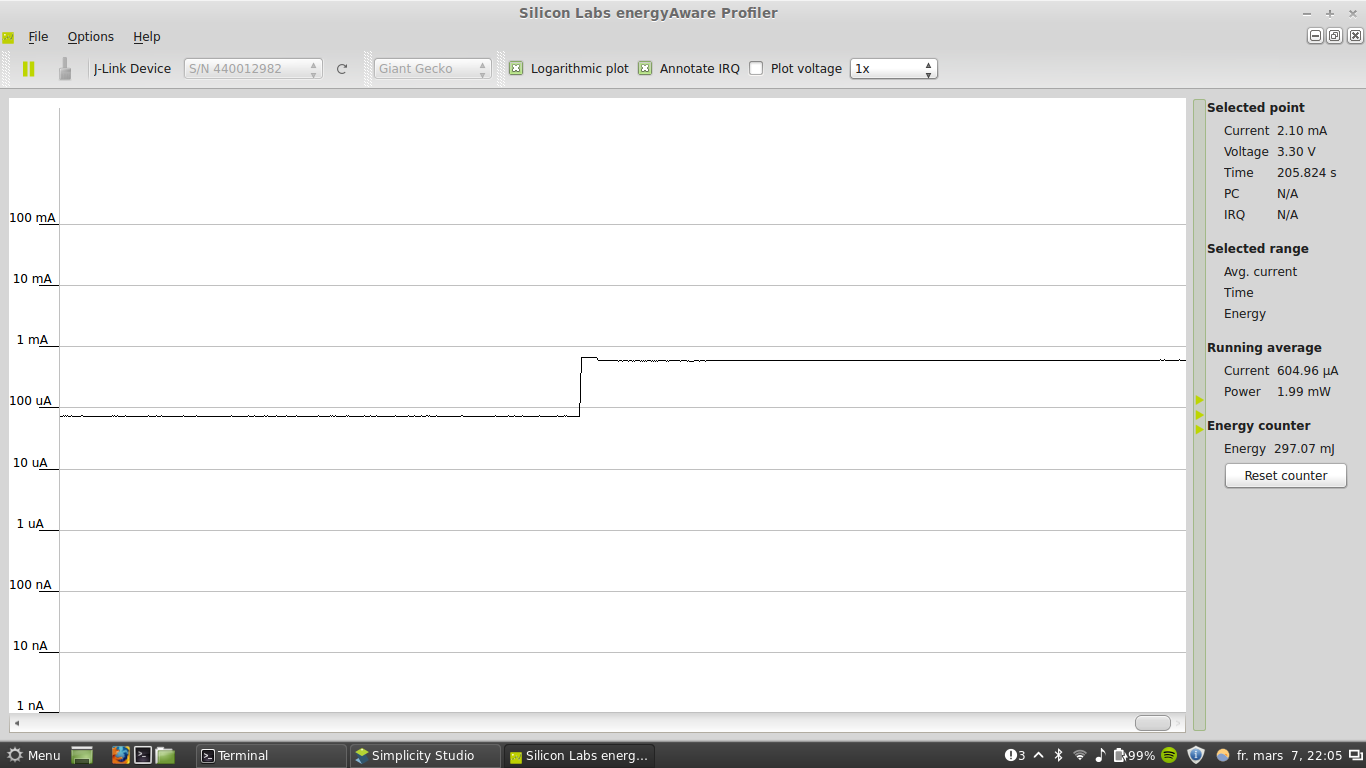 Silicon Labs energyAware Profiler
File Options Help
J-Link Device S/N 440012982 Giant Gecko Logarithmic plot Annotate IRQ Plot voltage 1x
100 mA
10 mA
1 mA
100 uA
10 uA
1 uA
100 nA
10 nA
1 nA
Selected point
Current 2.10 mA
Voltage 3.30 V
Time 205.824 s
PC N/A
IRQ N/A
Selected range
Avg. current
Time
Energy
Running average
Current 604.96 µA
Power 1.99 mW
Energy counter
Energy 297.07 mJ
Reset counter
Menu Terminal Simplicity Studio Silicon Labs energ... 3 99% fr. mars 7, 22:05